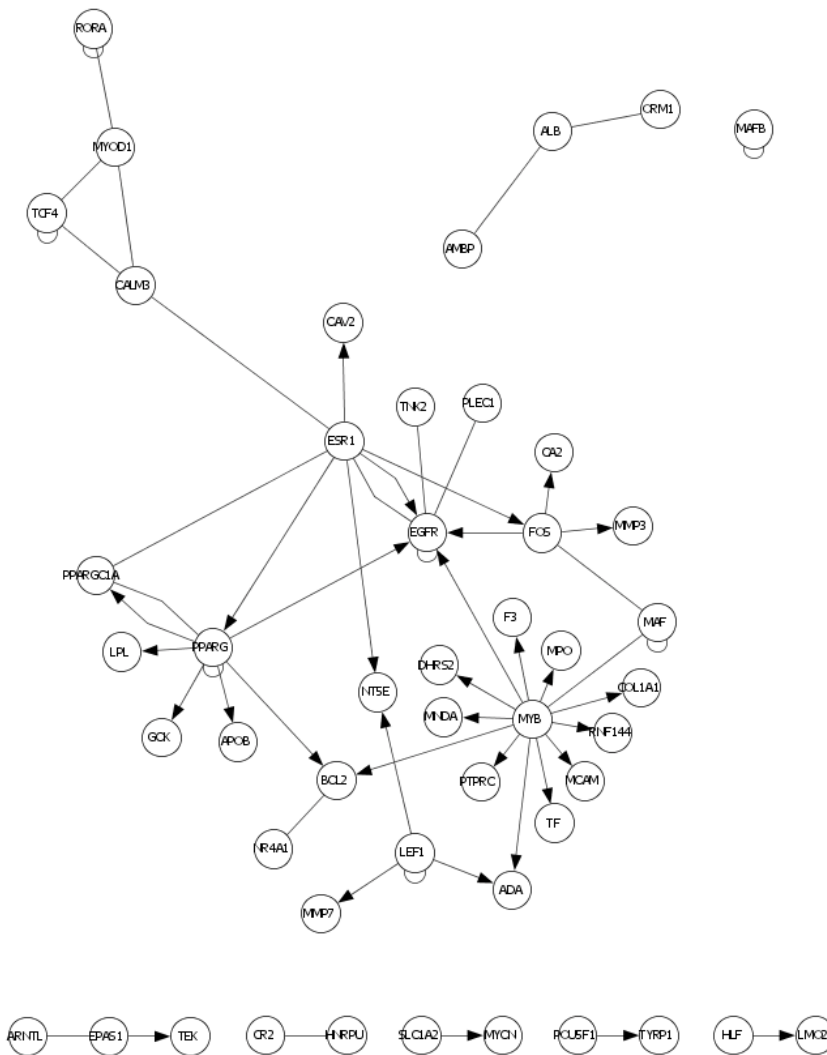 RORA
ORM1
ALB
MAFB
MYOD1
TCF4
AMBP
CALM3
CAV2
TNK2
PLEC1
ESR1
CA2
EGFR
FOS
MMP3
PPARGC1A
F3
MAF
LPL
PPARG
DHRS2
MPO
NT5E
COL1A1
MNDA
MYB
RNF144
GCK
APOB
BCL2
PTPRC
MCAM
TF
NR4A1
LEF1
ADA
MMP7
ARNTL EPAS1 TEK CR2 HNRPU SLC1A2 MYCN POU5F1 TYRP1 HLF LMO2